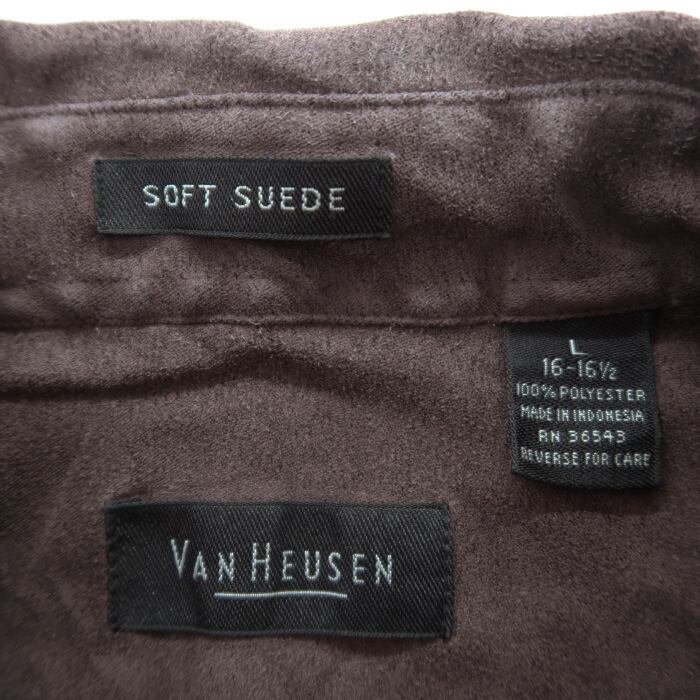 SOFT SUEDE
L
16-16½
100% POLYESTER
MADE IN INDONESIA
RN 36543
REVERSE FOR CARE
VAN HEUSEN